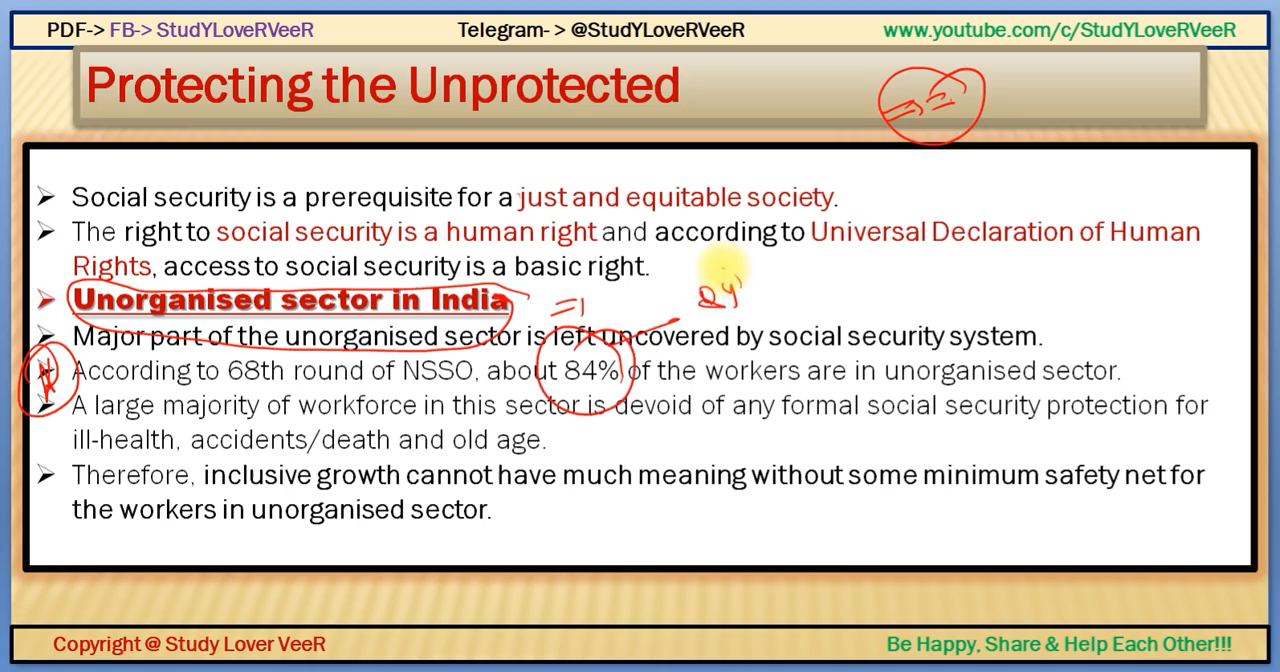 PDF-> FB-> StudYLoveRVeeR Telegram- > @StudYLoveRVeeR www.youtube.com/c/StudYLoveRVeeR
Protecting the Unprotected
➢ Social security is a prerequisite for a just and equitable society.
➢ The right to social security is a human right and according to Universal Declaration of Human
Rights, access to social security is a basic right.
➢ Unorganised sector in India
➢ Major part of the unorganised sector is left uncovered by social security system.
➢ According to 68th round of NSSO, about 84% of the workers are in unorganised sector.
➢ A large majority of workforce in this sector is devoid of any formal social security protection for
ill-health, accidents/death and old age.
➢ Therefore, inclusive growth cannot have much meaning without some minimum safety net for
the workers in unorganised sector.
Copyright @ Study Lover VeeR Be Happy, Share & Help Each Other!!!